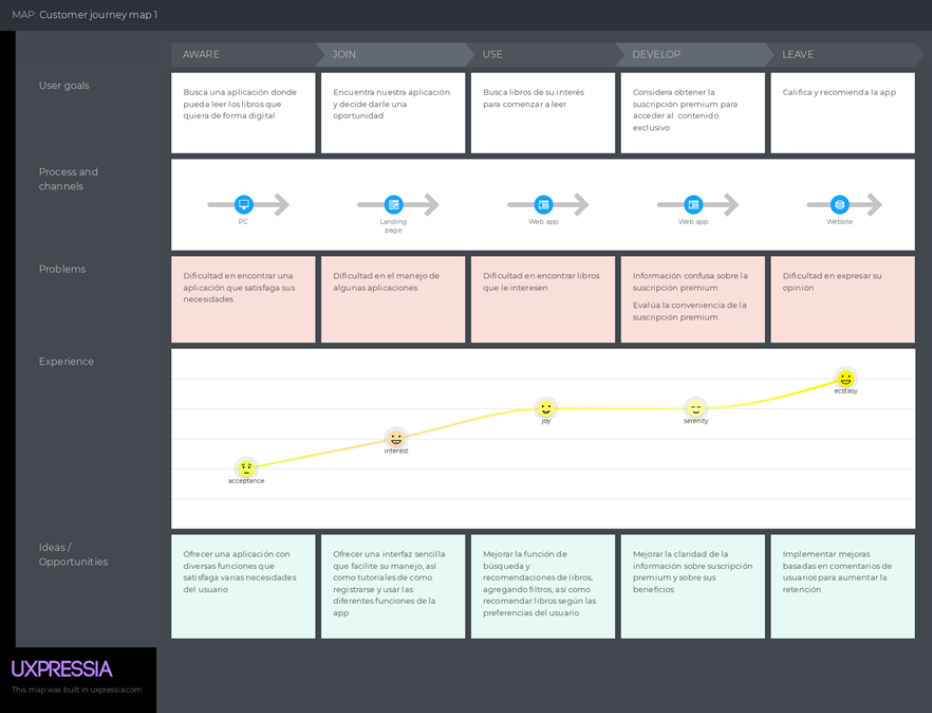 MAP: Customer journey map 1
AWARE
JOIN
USE
DEVELOP
LEAVE
User goals
Busca una aplicación donde
pueda leer los libros que
quiera de forma digital
Encuentra nuestra aplicación
y decide darle una
oportunidad
Busca libros de su interés
para comenzar a leer
Considera obtener la
suscripción premium para
acceder al contenido
exclusivo
Califica y recomienda la app
Process and
channels
PC
Landing
page
Web app
Web app
Website
Problems
Dificultad en encontrar una
aplicación que satisfaga sus
necesidades
Dificultad en el manejo de
algunas aplicaciones
Dificultad en encontrar libros
que le interesen
Información confusa sobre la
suscripción premium
Evalúa la conveniencia de la
suscripción premium
Dificultad en expresar su
opinión
Experience
acceptance
interest
joy
serenity
ecstasy
Ideas /
Opportunities
Ofrecer una aplicación con
diversas funciones que
satisfaga varias necesidades
del usuario
Ofrecer una interfaz sencilla
que facilite su manejo, así
como tutoriales de como
registrarse y usar las
diferentes funciones de la
app
Mejorar la función de
búsqueda y
recomendaciones de libros,
agregando filtros, así como
recomendar libros según las
preferencias del usuario
Mejorar la claridad de la
información sobre suscripción
premium y sobre sus
beneficios
Implementar mejoras
basadas en comentarios de
usuarios para aumentar la
retención
UXPRESSIA
This map was built in uxpressia.com